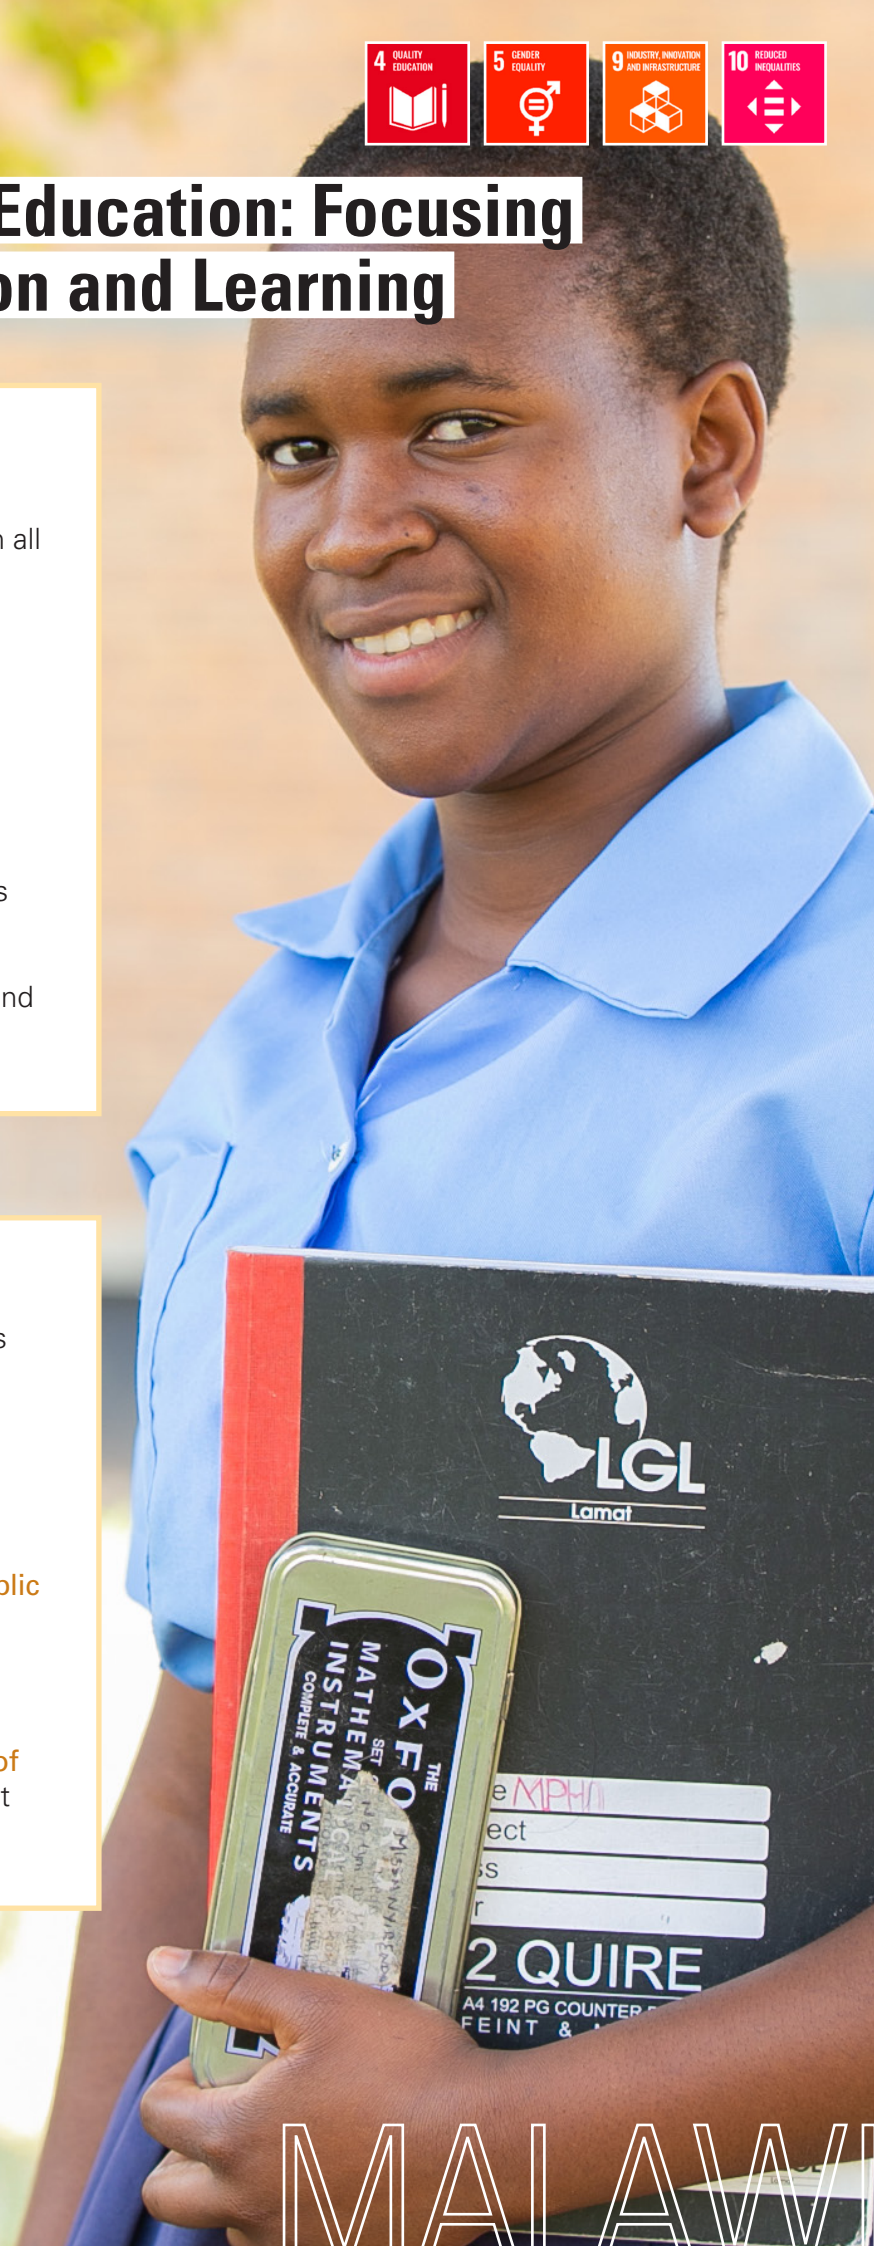 4 QUALITY
EDUCATION
5 GENDER
EQUALITY
9 INDUSTRY, INNOVATION
AND INFRASTRUCTURE
10 REDUCED
INEQUALITIES
Education: Focusing
on and Learning
all
nd
of
t
LGL
Lamat
THE
OXFO
SET
MATHEMA
INSTRUMENTS
COMPLETE & ACCURATE
e MPHA
ect
ss
r
2 QUIRE
A4 192 PG COUNTER
FEINT &
MALAWI